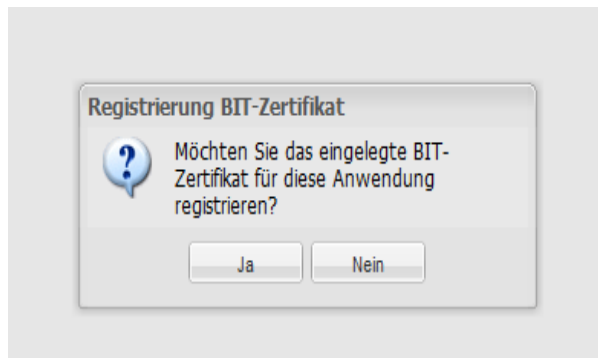 Registrierung BIT-Zertifikat
Möchten Sie das eingelegte BIT-
Zertifikat für diese Anwendung
registrieren?
Ja
Nein